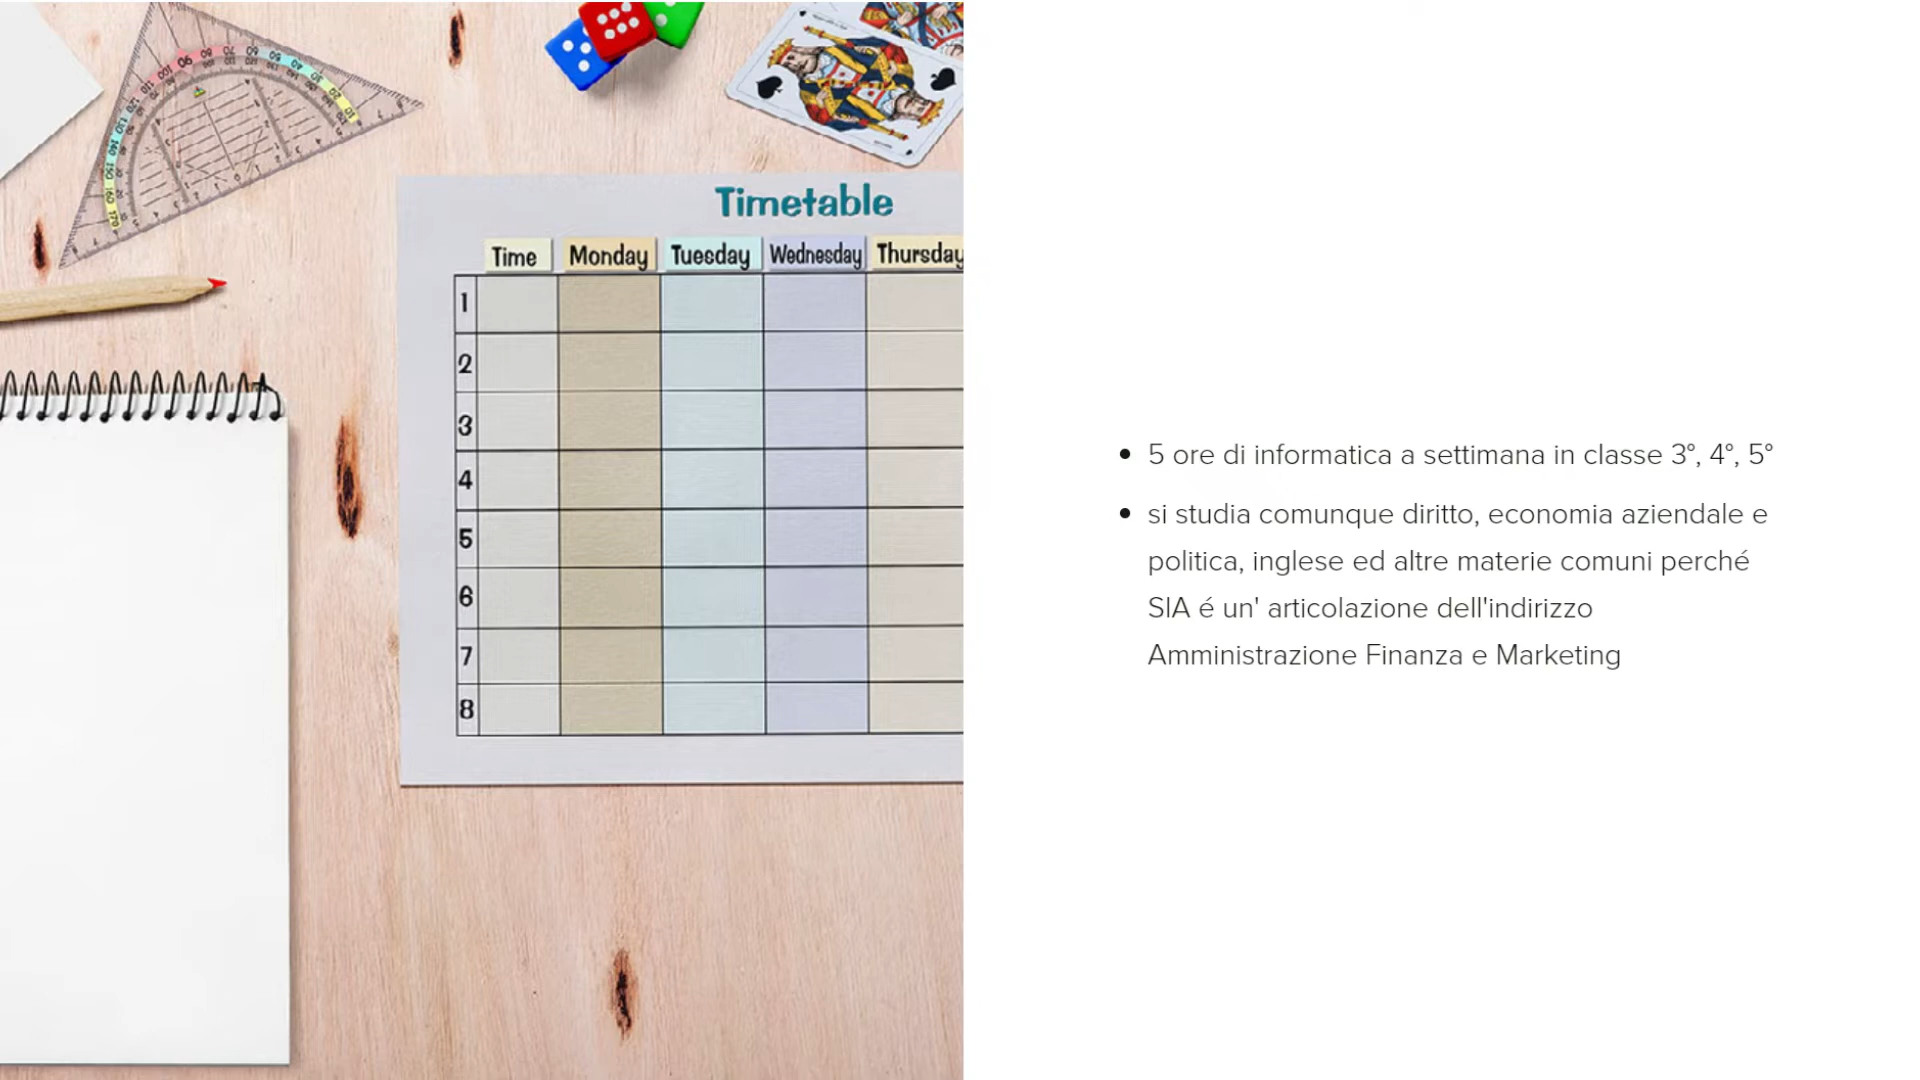 Timetable
Time Monday Tuesday Wednesday Thursday
1
2
3
4
5
6
7
8
5 ore di informatica a settimana in classe 3°, 4°, 5°
si studia comunque diritto, economia aziendale e
politica, inglese ed altre materie comuni perché
SIA é un' articolazione dell'indirizzo
Amministrazione Finanza e Marketing